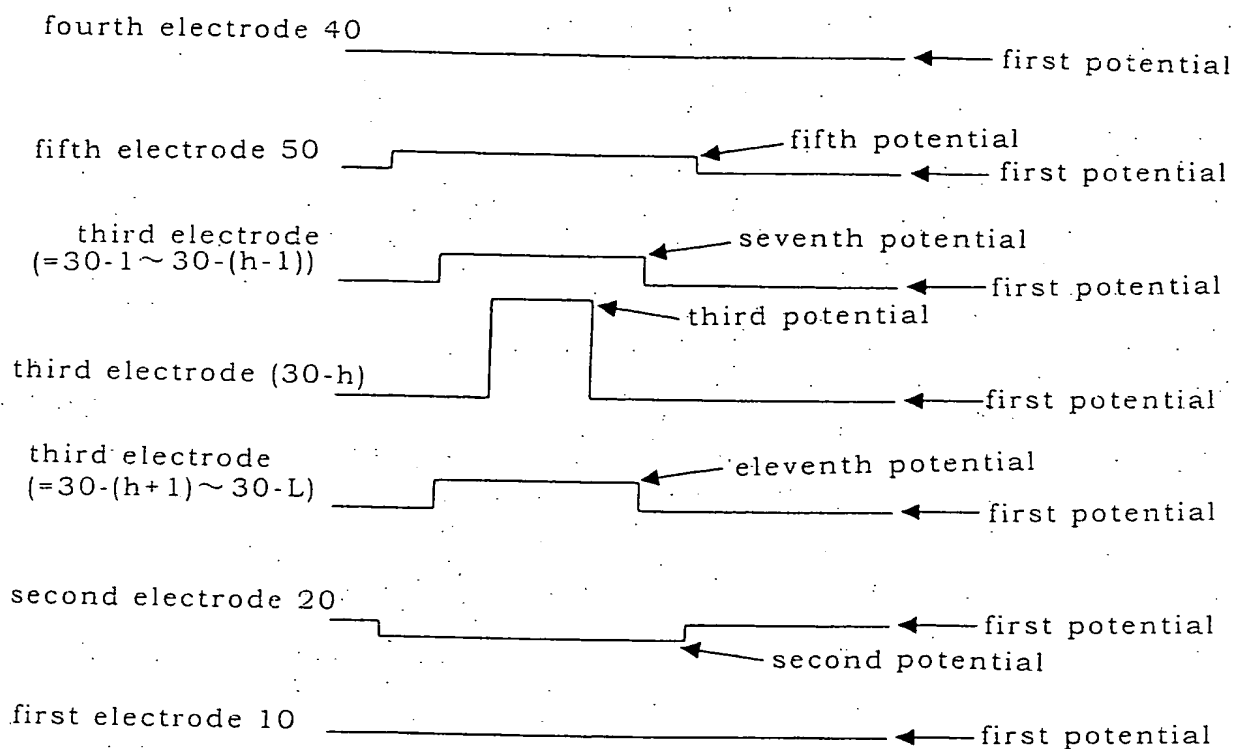 fourth electrode 40
first potential
fifth electrode 50
fifth potential
first potential
third electrode
(=30-1～30-(h-1))
seventh potential
first potential
third potential
third electrode (30-h)
first potential
third electrode
(=30-(h+1)～30-L)
eleventh potential
first potential
second electrode 20
first potential
second potential
first electrode 10
first potential